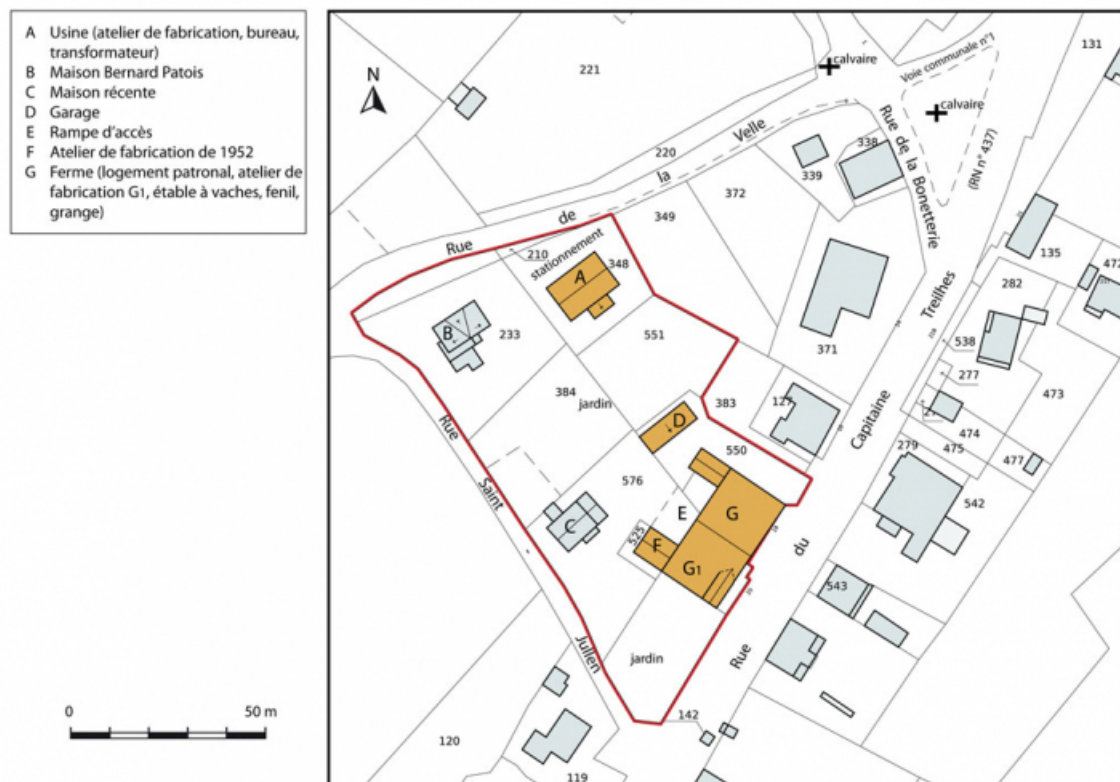 A Usine (atelier de fabrication, bureau,
transformateur)
B Maison Bernard Patois
C Maison récente
D Garage
E Rampe d'accès
F Atelier de fabrication de 1952
G Ferme (logement patronal, atelier de
fabrication G1, étable à vaches, fenil,
grange)
0 50 m
N
221
calvaire
Voie communale n°1
131
calvaire
Rue de la Velle
220
338
339
Rue de la Bonetterie
(RN n° 437)
372
349
210
stationnement
348
A
135
472
282
B
233
551
371
538
277
473
384
jardin
383
127
474
475
477
279
D
550
542
576
E
G
C
525
F
G1
543
Rue Saint Julien
Rue du Capitaine Treilhes
jardin
142
120
119